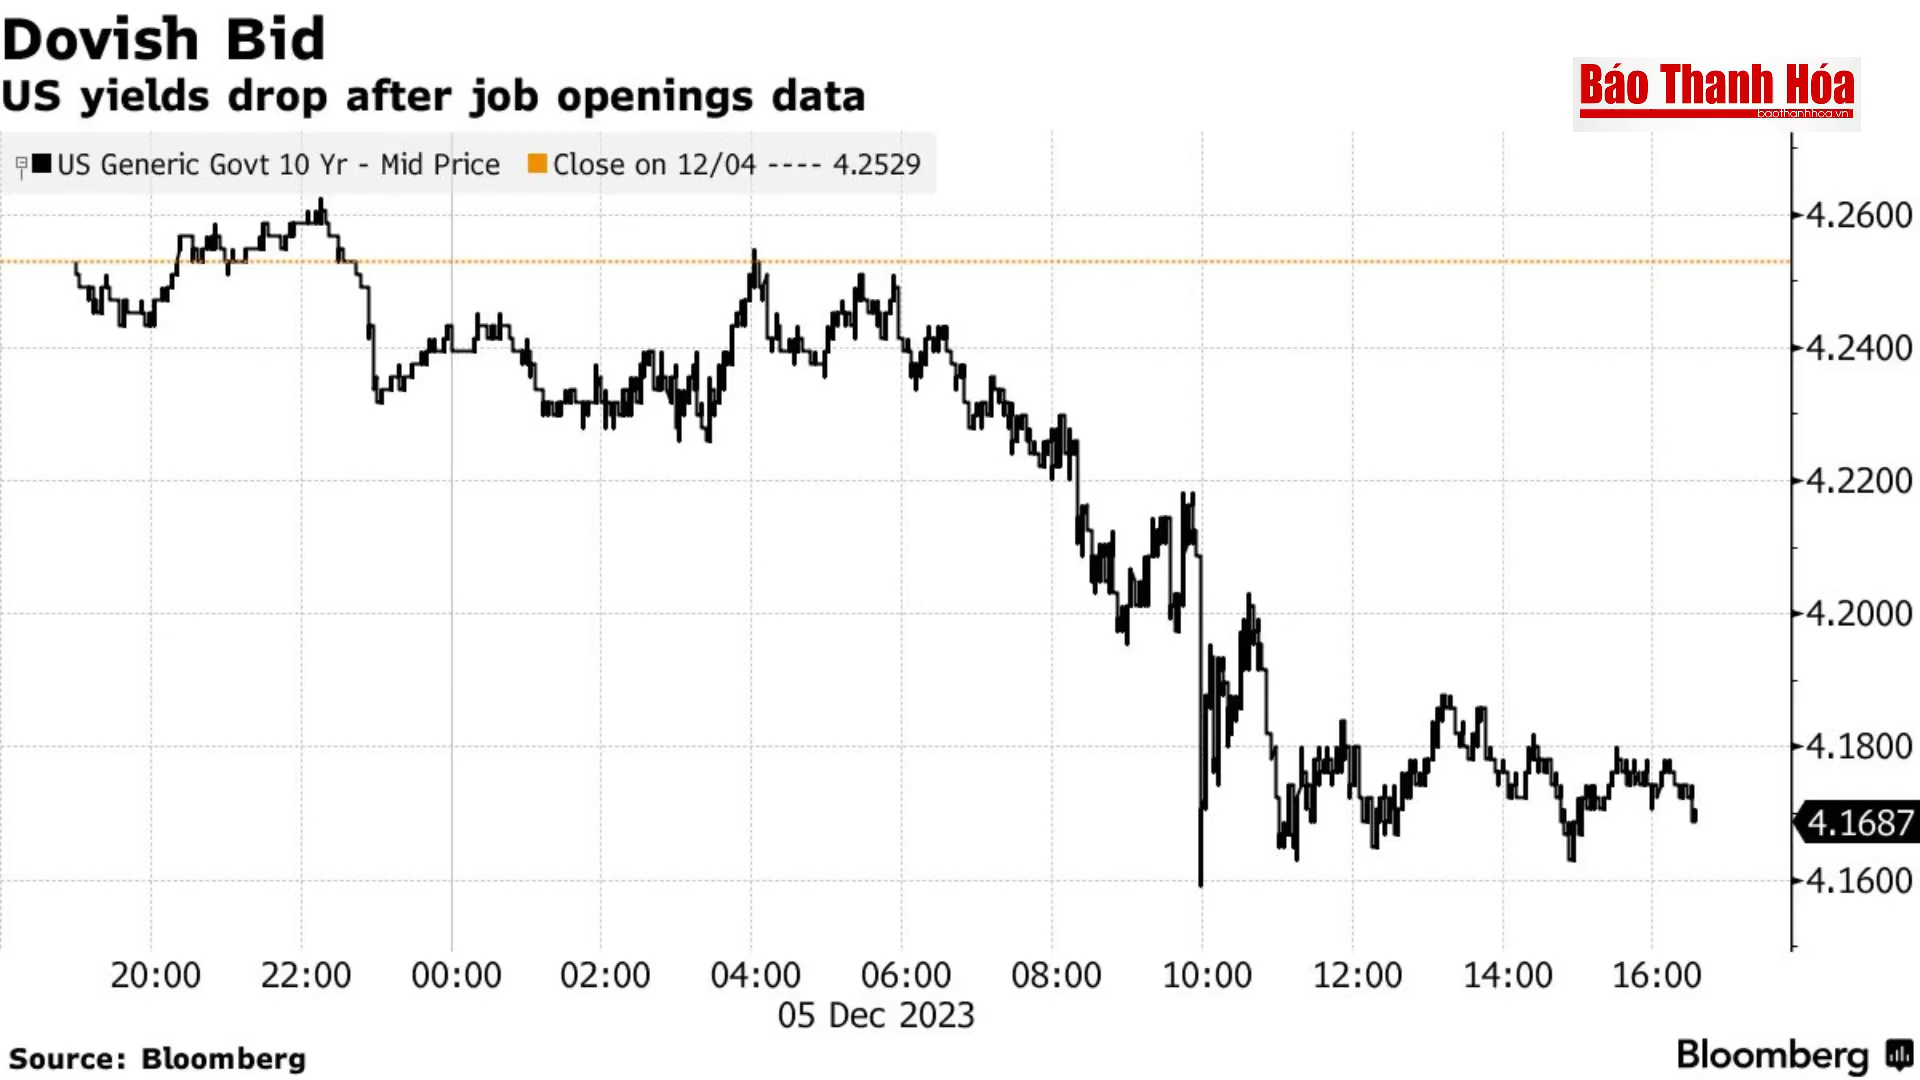 Dovish Bid
US yields drop after job openings data
Báo Thanh Hóa
baothanhhoa.vn
US Generic Govt 10 Yr - Mid Price Close on 12/04 ---- 4.2529
4.2600
4.2400
4.2200
4.2000
4.1800
4.1687
4.1600
20:00 22:00 00:00 02:00 04:00 06:00 08:00 10:00 12:00 14:00 16:00
05 Dec 2023
Source: Bloomberg
Bloomberg